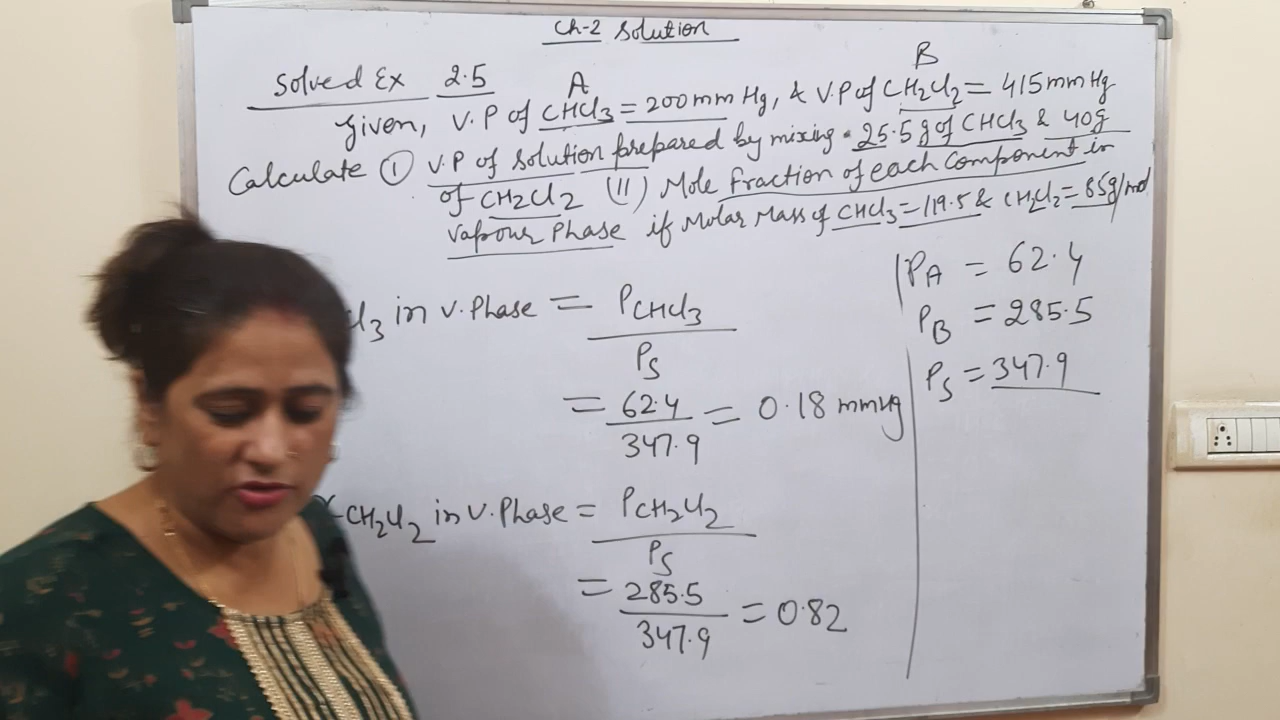 Ch-2 Solution
Solved Ex 2.5
A
B
Given, V.P of CHCl3 = 200 mm Hg, & V.P of CH2Cl2 = 415 mm Hg
Calculate (I) V.P of solution prepared by mixing 25.5 g of CHCl3 & 40g
of CH2Cl2 (II) Mole fraction of each component in
vapour Phase if Molar Mass of CHCl3 = 119.5 & CH2Cl2 = 85g/mol
l3 in V.Phase = PCHCl3
PS
= 62.4 = 0.18 mmHg
347.9
CH2Cl2 in V.Phase = PCH2Cl2
PS
= 285.5 = 0.82
347.9
PA = 62.4
PB = 285.5
PS = 347.9